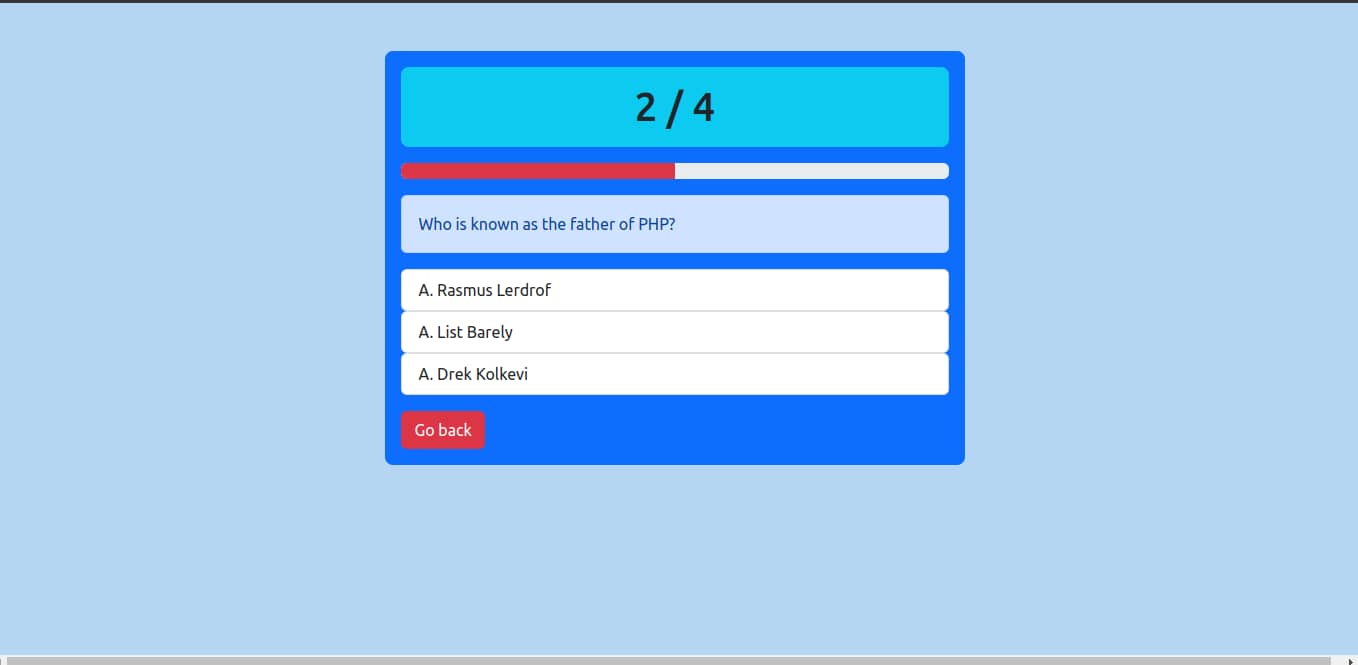 2 / 4
Who is known as the father of PHP?
A. Rasmus Lerdrof
A. List Barely
A. Drek Kolkevi
Go back